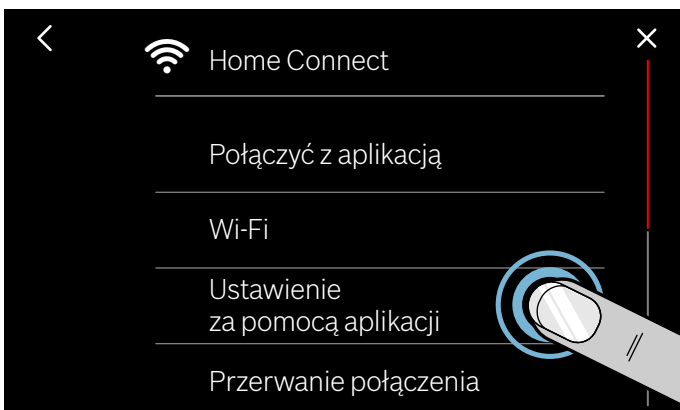 Home Connect
Połączyć z aplikacją
Wi-Fi
Ustawienie
za pomocą aplikacji
Przerwanie połączenia